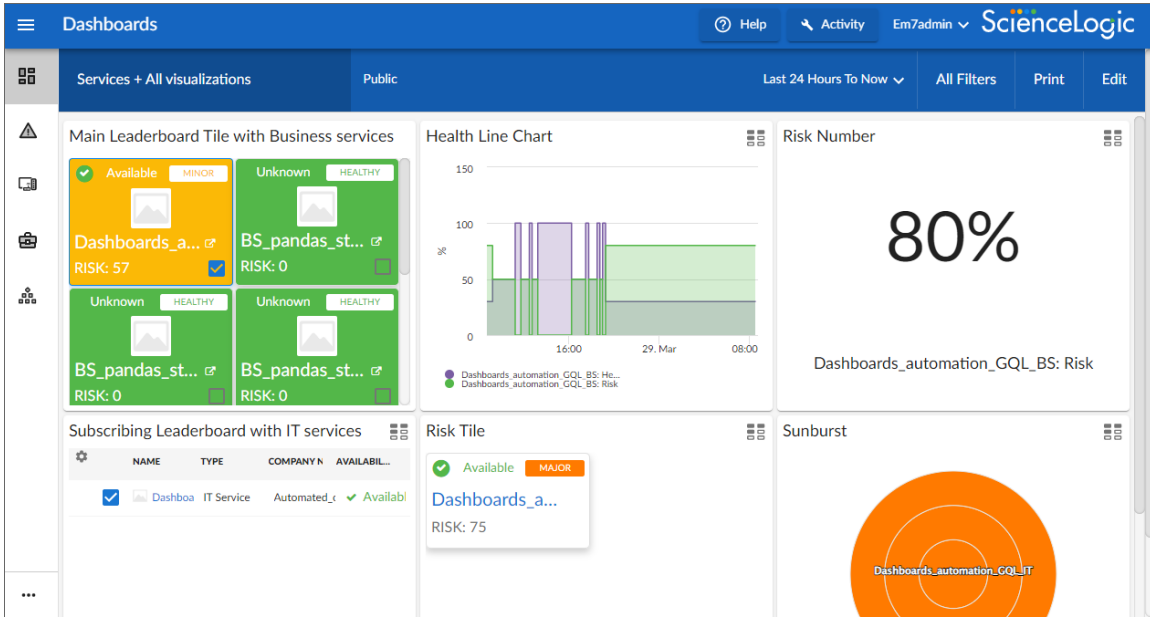 Dashboards
Help
Activity
Em7admin
ScienceLogic
Services + All visualizations
Public
Last 24 Hours To Now
All Filters
Print
Edit
Main Leaderboard Tile with Business services
Available MINOR
Dashboards_a...
RISK: 57
Unknown HEALTHY
BS_pandas_st...
RISK: 0
Unknown HEALTHY
BS_pandas_st...
RISK: 0
Unknown HEALTHY
BS_pandas_st...
RISK: 0
Health Line Chart
150
100
50
0
%
16:00 29. Mar 08:00
Dashboards_automation_GQL_BS: He...
Dashboards_automation_GQL_BS: Risk
Risk Number
80%
Dashboards_automation_GQL_BS: Risk
Subscribing Leaderboard with IT services
NAME TYPE COMPANY N AVAILABIL...
Dashboa IT Service Automated_c Availabl
Risk Tile
Available MAJOR
Dashboards_a...
RISK: 75
Sunburst
Dashboards_automation_GQL_IT